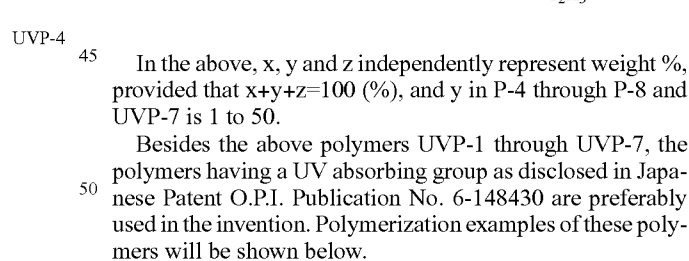 UVP-4
45
In the above, x, y and z independently represent weight %,
provided that x+y+z=100 (%), and y in P-4 through P-8 and
UVP-7 is 1 to 50.
Besides the above polymers UVP-1 through UVP-7, the
polymers having a UV absorbing group as disclosed in Japa-
50
nese Patent O.P.I. Publication No. 6-148430 are preferably
used in the invention. Polymerization examples of these poly-
mers will be shown below.